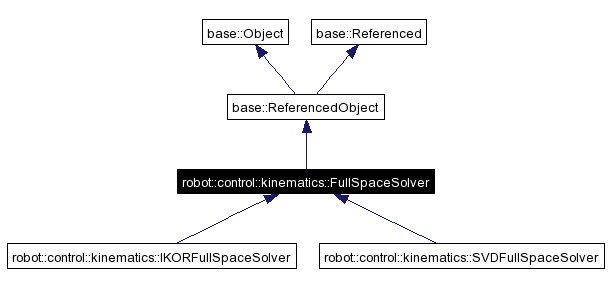 base::Object
base::Referenced
base::ReferencedObject
robot::control::kinematics::FullSpaceSolver
robot::control::kinematics::IKORFullSpaceSolver
robot::control::kinematics::SVDFullSpaceSolver